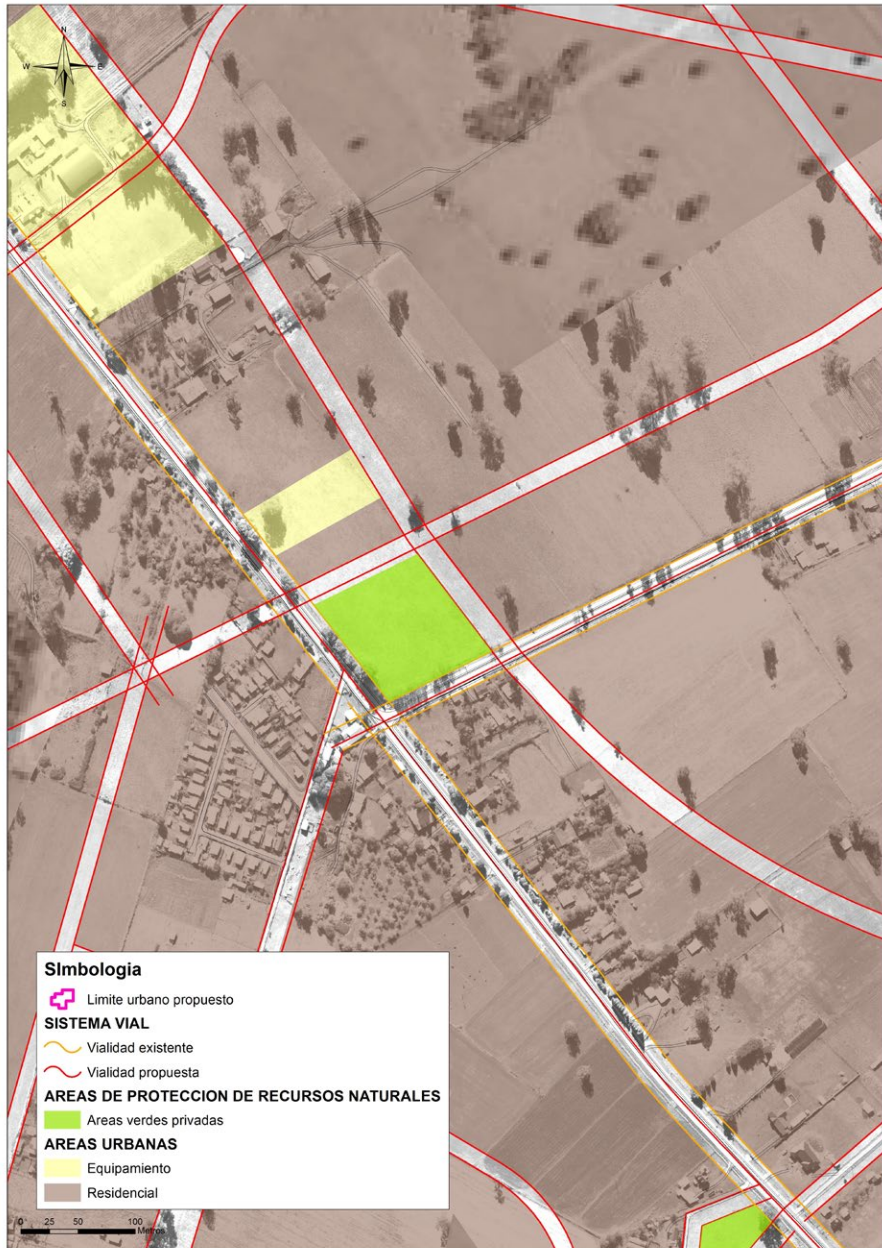 N
W E
S
SImbologia
Limite urbano propuesto
SISTEMA VIAL
Vialidad existente
Vialidad propuesta
AREAS DE PROTECCION DE RECURSOS NATURALES
Areas verdes privadas
AREAS URBANAS
Equipamiento
Residencial
0 25 50 100
Metros